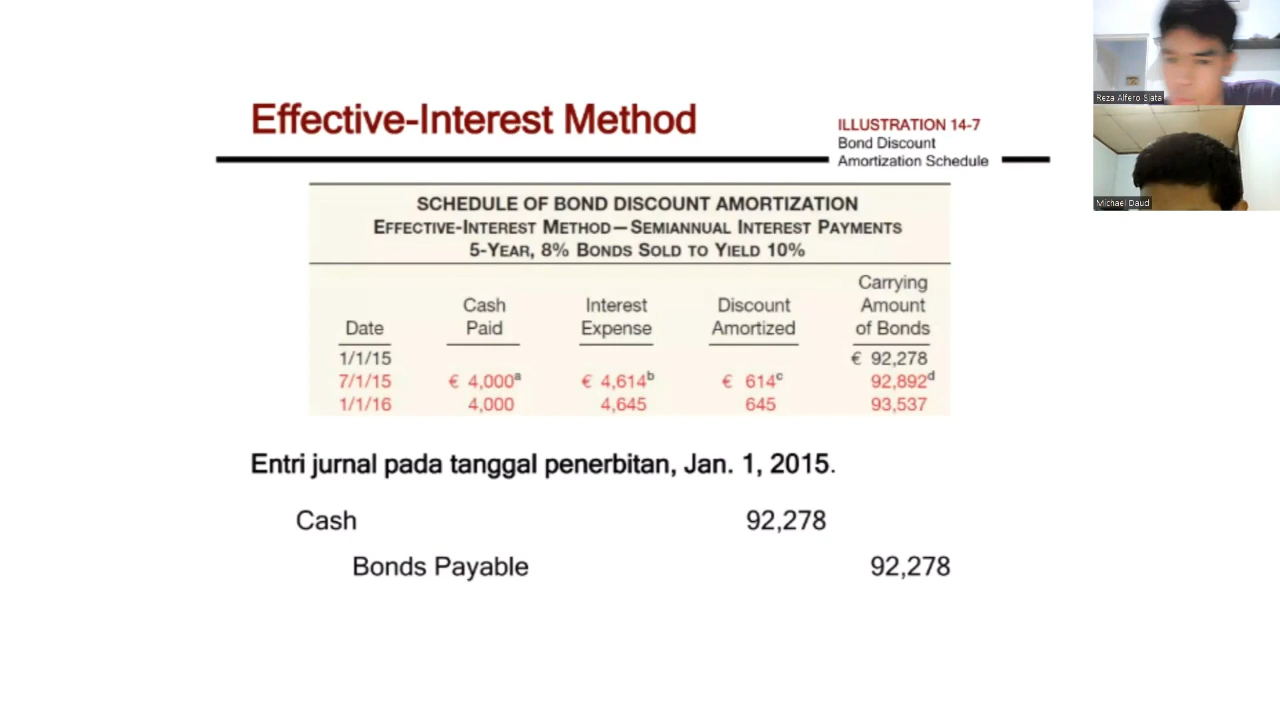 Effective-Interest Method
ILLUSTRATION 14-7
Bond Discount
Amortization Schedule
SCHEDULE OF BOND DISCOUNT AMORTIZATION
EFFECTIVE-INTEREST METHOD—SEMIANNUAL INTEREST PAYMENTS
5-YEAR, 8% BONDS SOLD TO YIELD 10%
Date Cash Paid Interest Expense Discount Amortized Carrying Amount of Bonds
1/1/15 € 92,278
7/1/15 € 4,000a € 4,614b € 614c 92,892d
1/1/16 4,000 4,645 645 93,537
Entri jurnal pada tanggal penerbitan, Jan. 1, 2015.
Cash 92,278
Bonds Payable 92,278
Reza Alfero Siata
Michael Daud